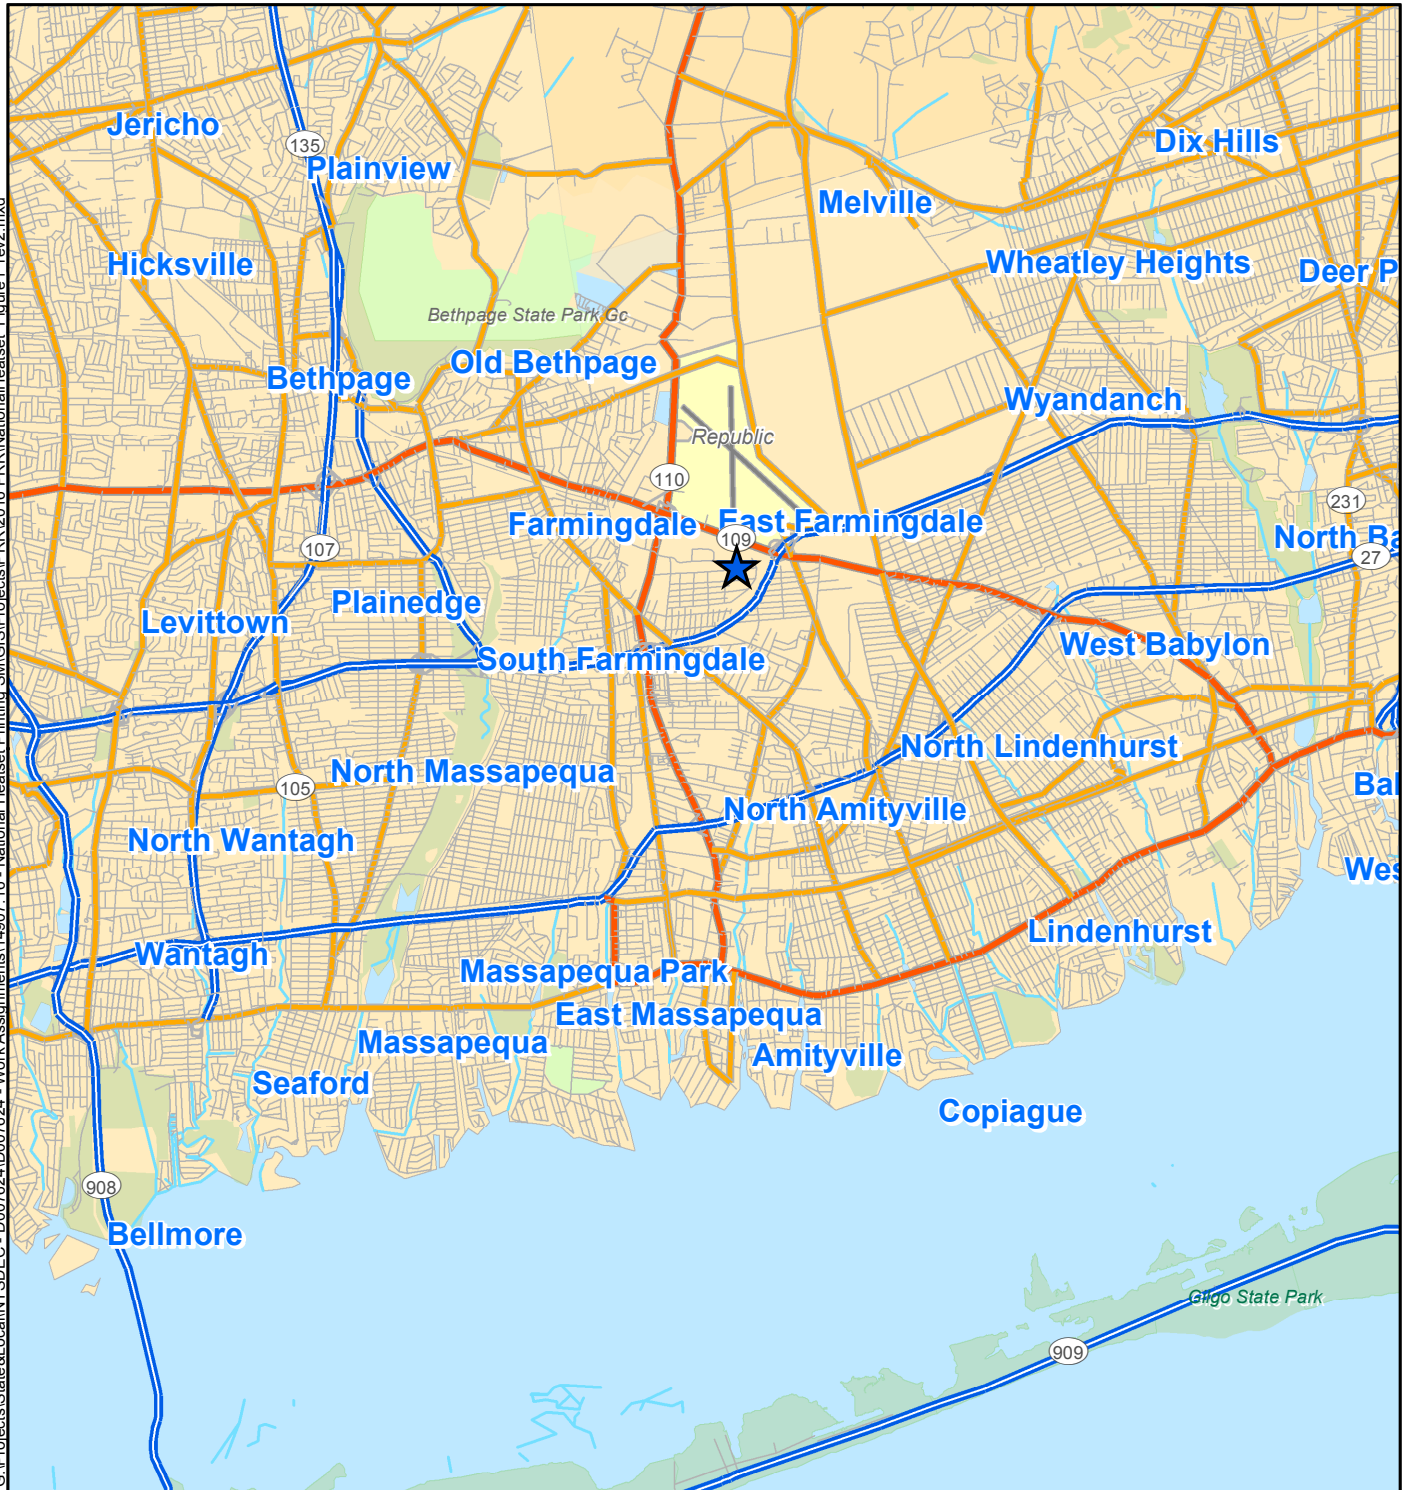 Jericho
135
Plainview
Dix Hills
Melville
Hicksville
Wheatley Heights
Deer P
Bethpage State Park Gc
Old Bethpage
Bethpage
Wyandanch
Republic
110
231
Farmingdale
East Farmingdale
109
107
North Ba
27
Plainedge
Levittown
West Babylon
South Farmingdale
North Lindenhurst
North Massapequa
105
Bal
North Amityville
North Wantagh
Wes
Lindenhurst
Wantagh
Massapequa Park
East Massapequa
Massapequa
Amityville
Seaford
Copiague
908
Bellmore
Gilgo State Park
909